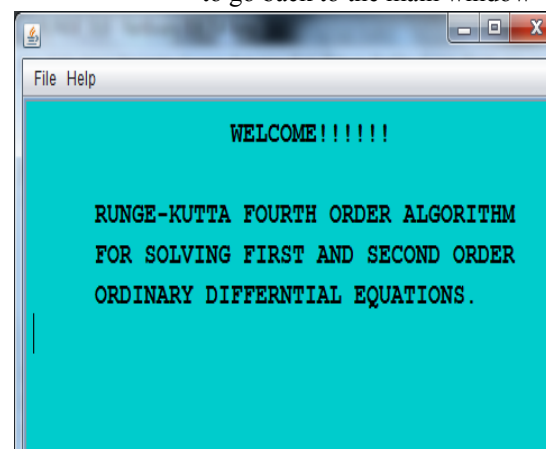 to go back to the main window
File Help
WELCOME!!!!!!
RUNGE-KUTTA FOURTH ORDER ALGORITHM
FOR SOLVING FIRST AND SECOND ORDER
ORDINARY DIFFERNTIAL EQUATIONS.